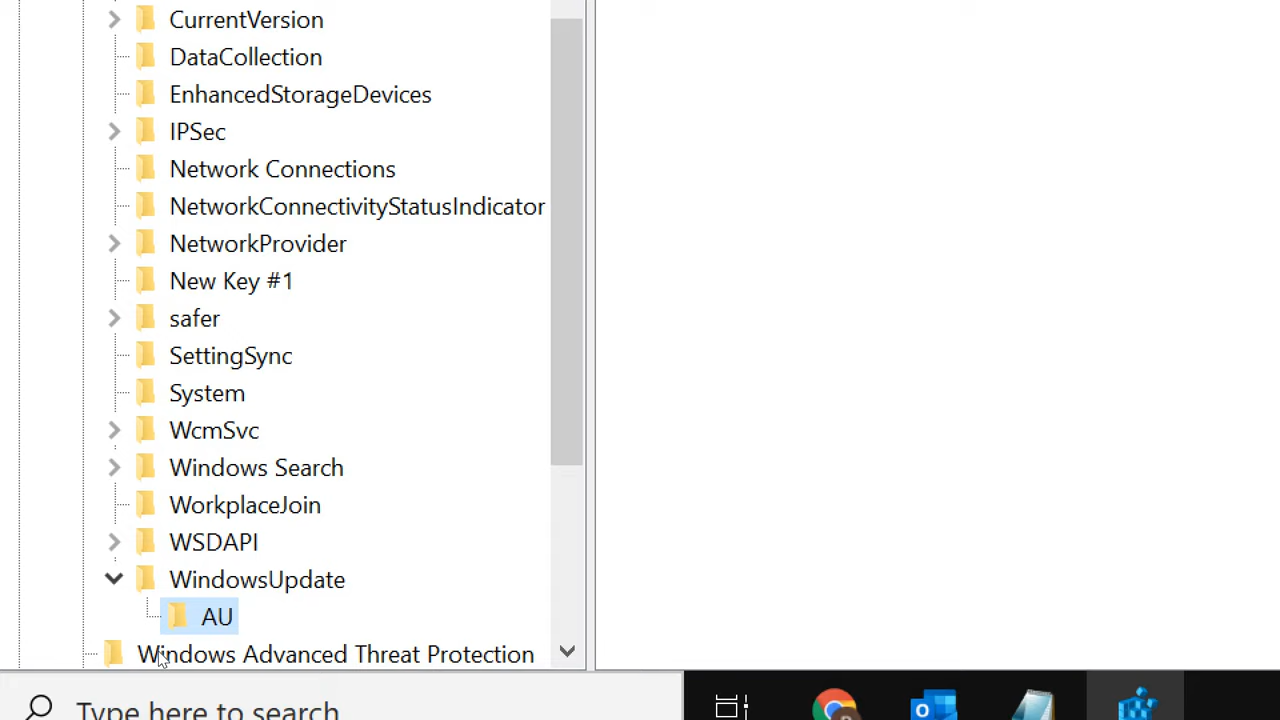 CurrentVersion
DataCollection
EnhancedStorageDevices
IPSec
Network Connections
NetworkConnectivityStatusIndicator
NetworkProvider
New Key #1
safer
SettingSync
System
WcmSvc
Windows Search
WorkplaceJoin
WSDAPI
WindowsUpdate
AU
Windows Advanced Threat Protection
Type here to search